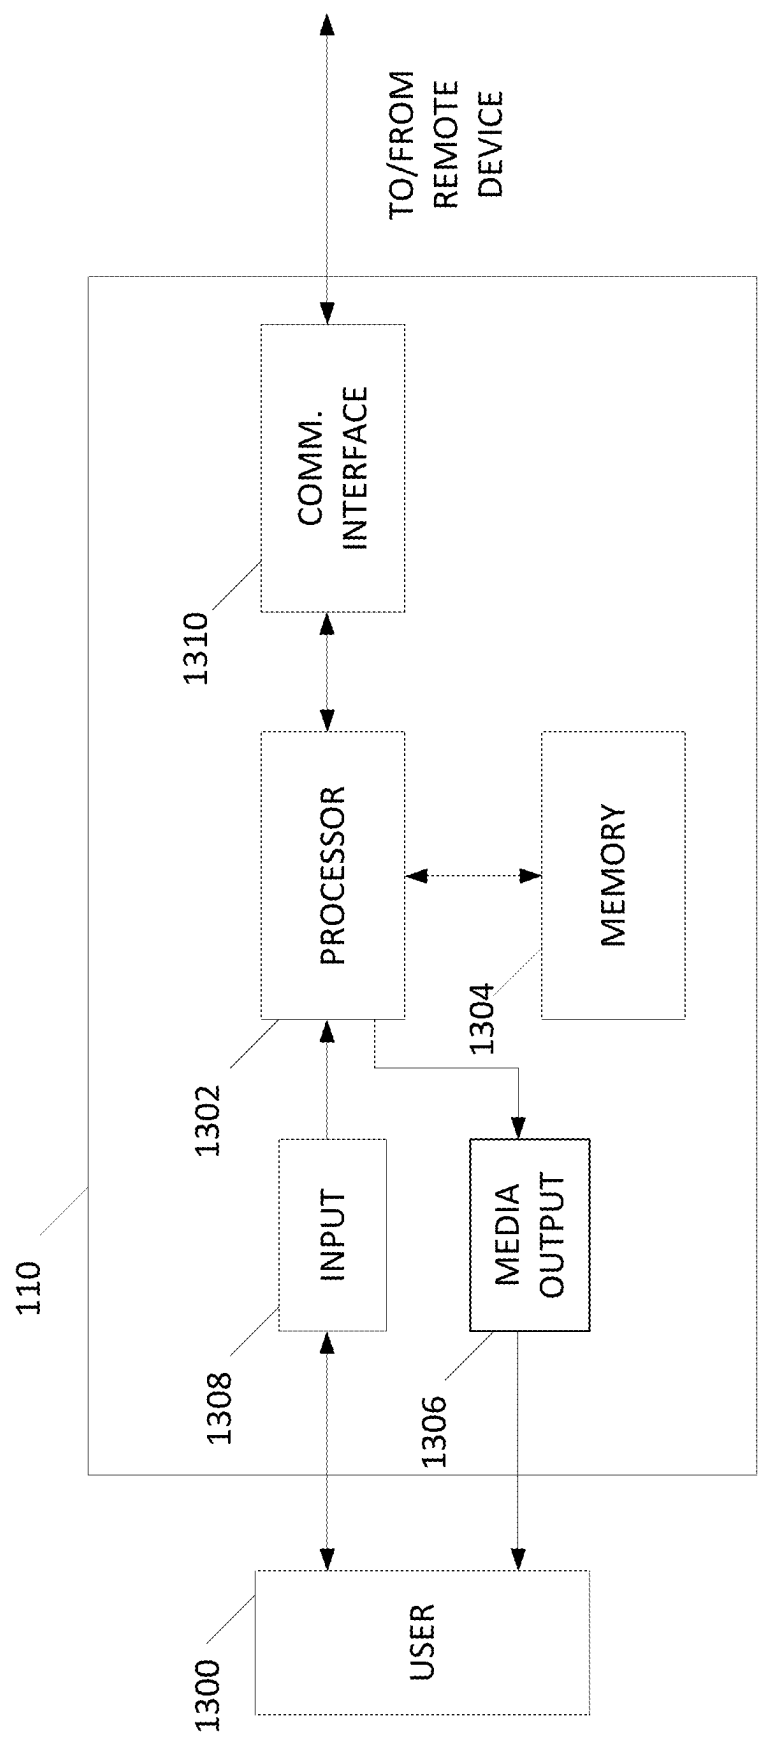 110
1300
USER
1308
INPUT
1306
MEDIA
OUTPUT
1302
PROCESSOR
1304
MEMORY
1310
COMM.
INTERFACE
TO/FROM
REMOTE
DEVICE